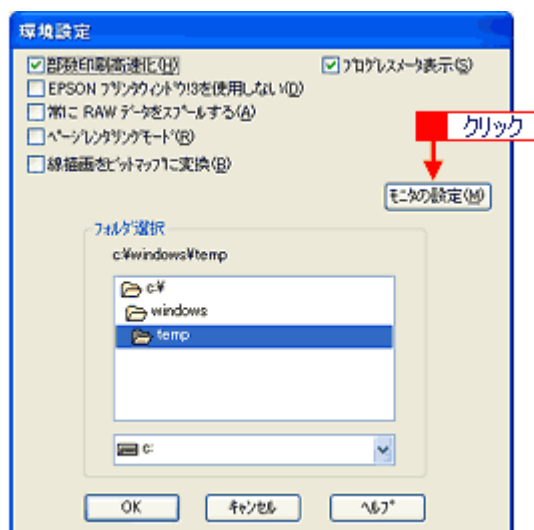 環境設定
部数印刷高速化(H)
プログレスメータ表示(S)
EPSON プリンタウィンドウ!3を使用しない(D)
常に RAW データをスプールする(A)
ページレンダリングモード(R)
線描画をビットマップに変換(B)
クリック
モニタの設定(M)
フォルダ選択
c:¥windows¥temp
c:¥
windows
temp
c:
OK
キャンセル
ヘルプ